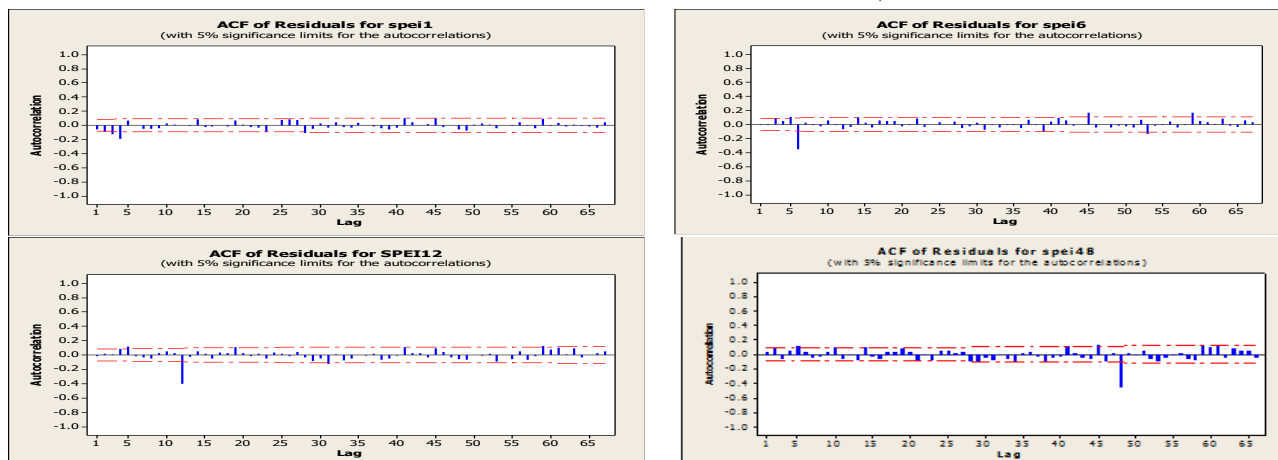 ACF of Residuals for spei1
(with 5% significance limits for the autocorrelations)
1.0
0.8
0.6
0.4
0.2
0.0
-0.2
-0.4
-0.6
-0.8
-1.0
Autocorrelation
1 5 10 15 20 25 30 35 40 45 50 55 60 65
Lag
ACF of Residuals for spei6
(with 5% significance limits for the autocorrelations)
1.0
0.8
0.6
0.4
0.2
0.0
-0.2
-0.4
-0.6
-0.8
-1.0
Autocorrelation
1 5 10 15 20 25 30 35 40 45 50 55 60 65
Lag
ACF of Residuals for SPEI12
(with 5% significance limits for the autocorrelations)
1.0
0.8
0.6
0.4
0.2
0.0
-0.2
-0.4
-0.6
-0.8
-1.0
Autocorrelation
1 5 10 15 20 25 30 35 40 45 50 55 60 65
Lag
ACF of Residuals for spei48
(with 5% significance limits for the autocorrelations)
1.0
0.8
0.6
0.4
0.2
0.0
-0.2
-0.4
-0.6
-0.8
-1.0
Autocorrelation
1 5 10 15 20 25 30 35 40 45 50 55 60 65
Lag